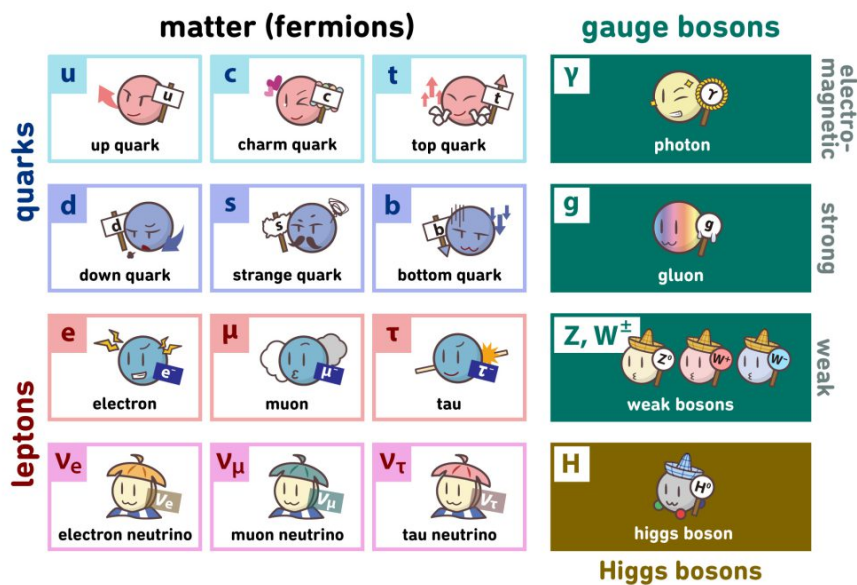 matter (fermions)
gauge bosons
quarks
u
u
up quark
c
c
charm quark
t
t
top quark
γ
γ
photon
electro-
magnetic
d
d
down quark
s
s
strange quark
b
b
bottom quark
g
g
gluon
strong
leptons
e
e⁻
electron
μ
μ⁻
muon
τ
τ⁻
tau
Z, W±
Z⁰
W⁺
W⁻
weak bosons
weak
νe
νe
electron neutrino
νμ
νμ
muon neutrino
ντ
ντ
tau neutrino
H
H⁰
higgs boson
Higgs bosons